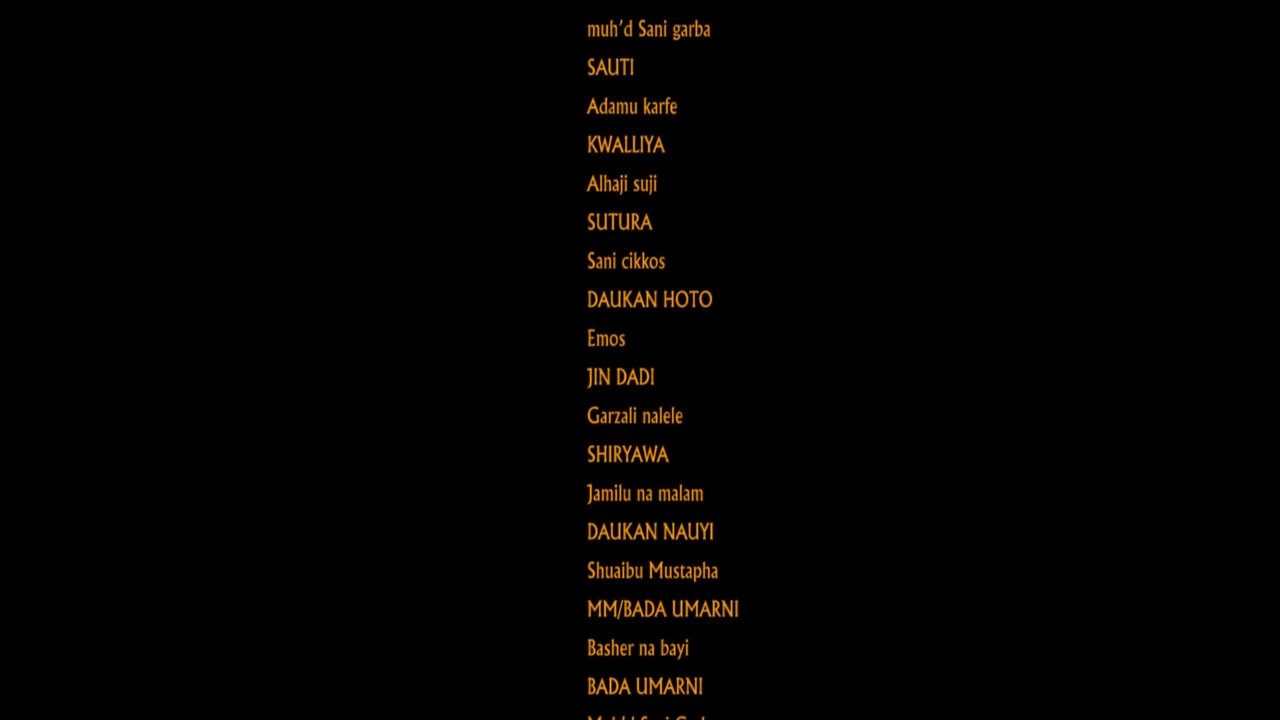 muh'd Sani garba
SAUTI
Adamu karfe
KWALLIYA
Alhaji suji
SUTURA
Sani cikkos
DAUKAN HOTO
Emos
JIN DADI
Garzali nalele
SHIRYAWA
Jamilu na malam
DAUKAN NAUYI
Shuaibu Mustapha
MM/BADA UMARNI
Basher na bayi
BADA UMARNI